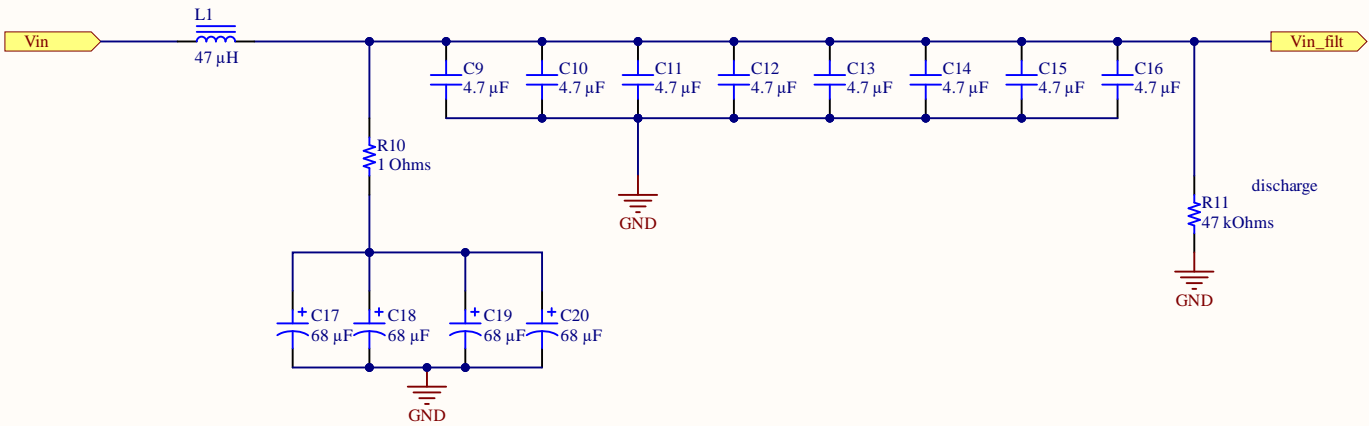 L1
Vin
47 µH
Vin_filt
C9
4.7 µF
C10
4.7 µF
C11
4.7 µF
C12
4.7 µF
C13
4.7 µF
C14
4.7 µF
C15
4.7 µF
C16
4.7 µF
R10
1 Ohms
GND
discharge
R11
47 kOhms
GND
+
C17
68 µF
+
C18
68 µF
+
C19
68 µF
+
C20
68 µF
GND